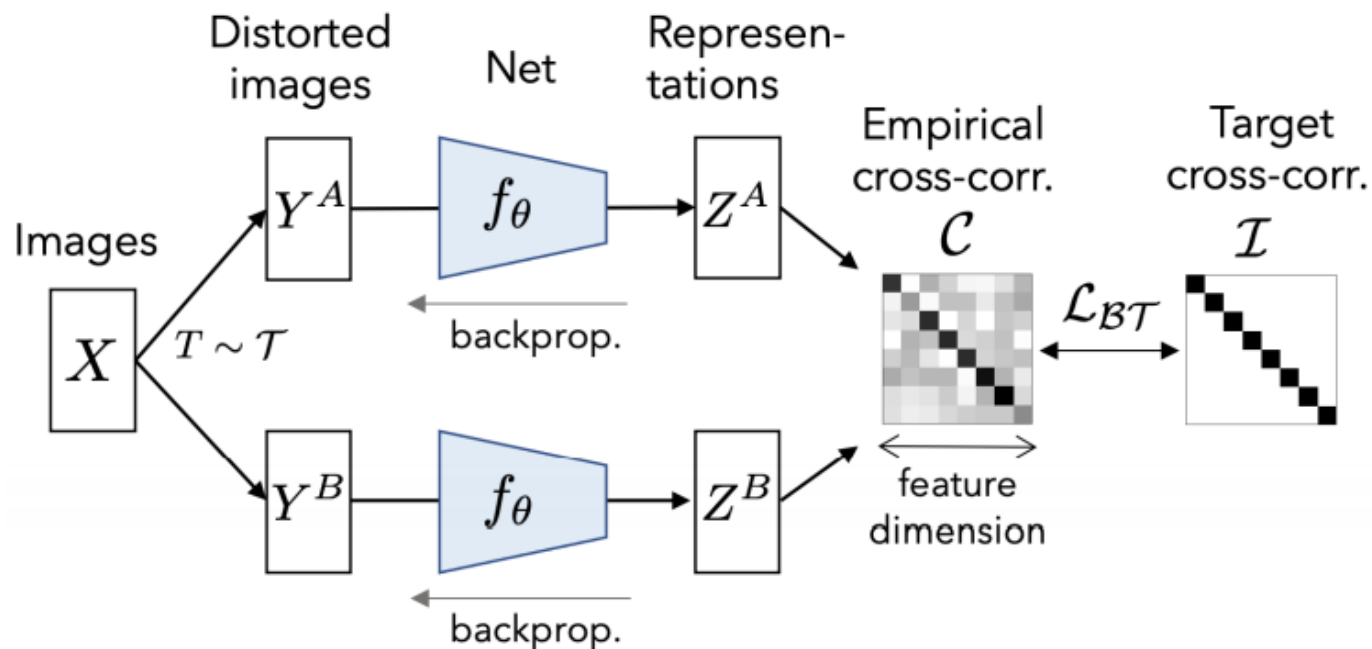 Distorted
images
Net
Represen-
tations
Empirical
cross-corr.
Target
cross-corr.
Images
Y^A
f_θ
Z^A
𝒞
ℐ
X
T ∼ 𝒯
backprop.
ℒ_ℬ𝒯
Y^B
f_θ
Z^B
feature
dimension
backprop.